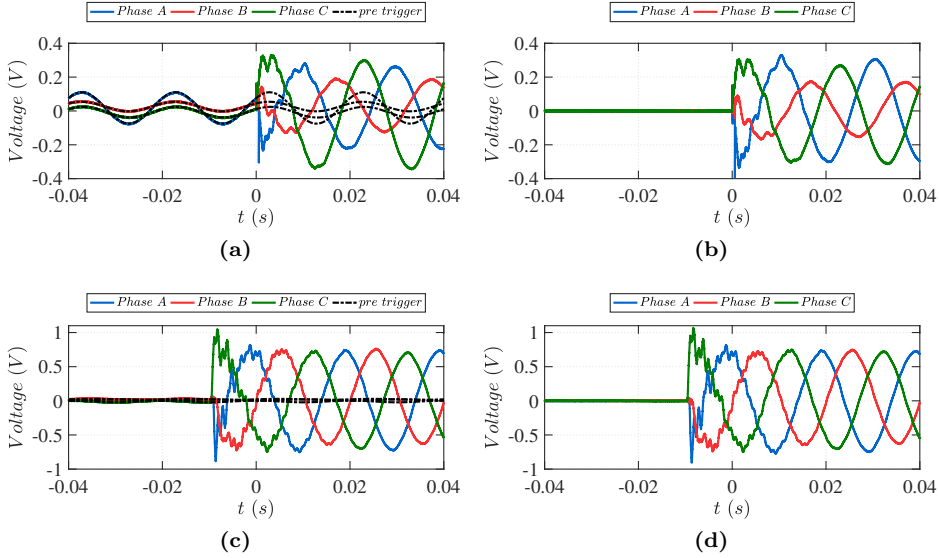 Phase A Phase B Phase C pre trigger
0.4
0.2
0
-0.2
-0.4
Voltage (V)
-0.04 -0.02 0 0.02 0.04
t (s)
(a)
Phase A Phase B Phase C
0.4
0.2
0
-0.2
-0.4
Voltage (V)
-0.04 -0.02 0 0.02 0.04
t (s)
(b)
Phase A Phase B Phase C pre trigger
1
0.5
0
-0.5
-1
Voltage (V)
-0.04 -0.02 0 0.02 0.04
t (s)
(c)
Phase A Phase B Phase C
1
0.5
0
-0.5
-1
Voltage (V)
-0.04 -0.02 0 0.02 0.04
t (s)
(d)